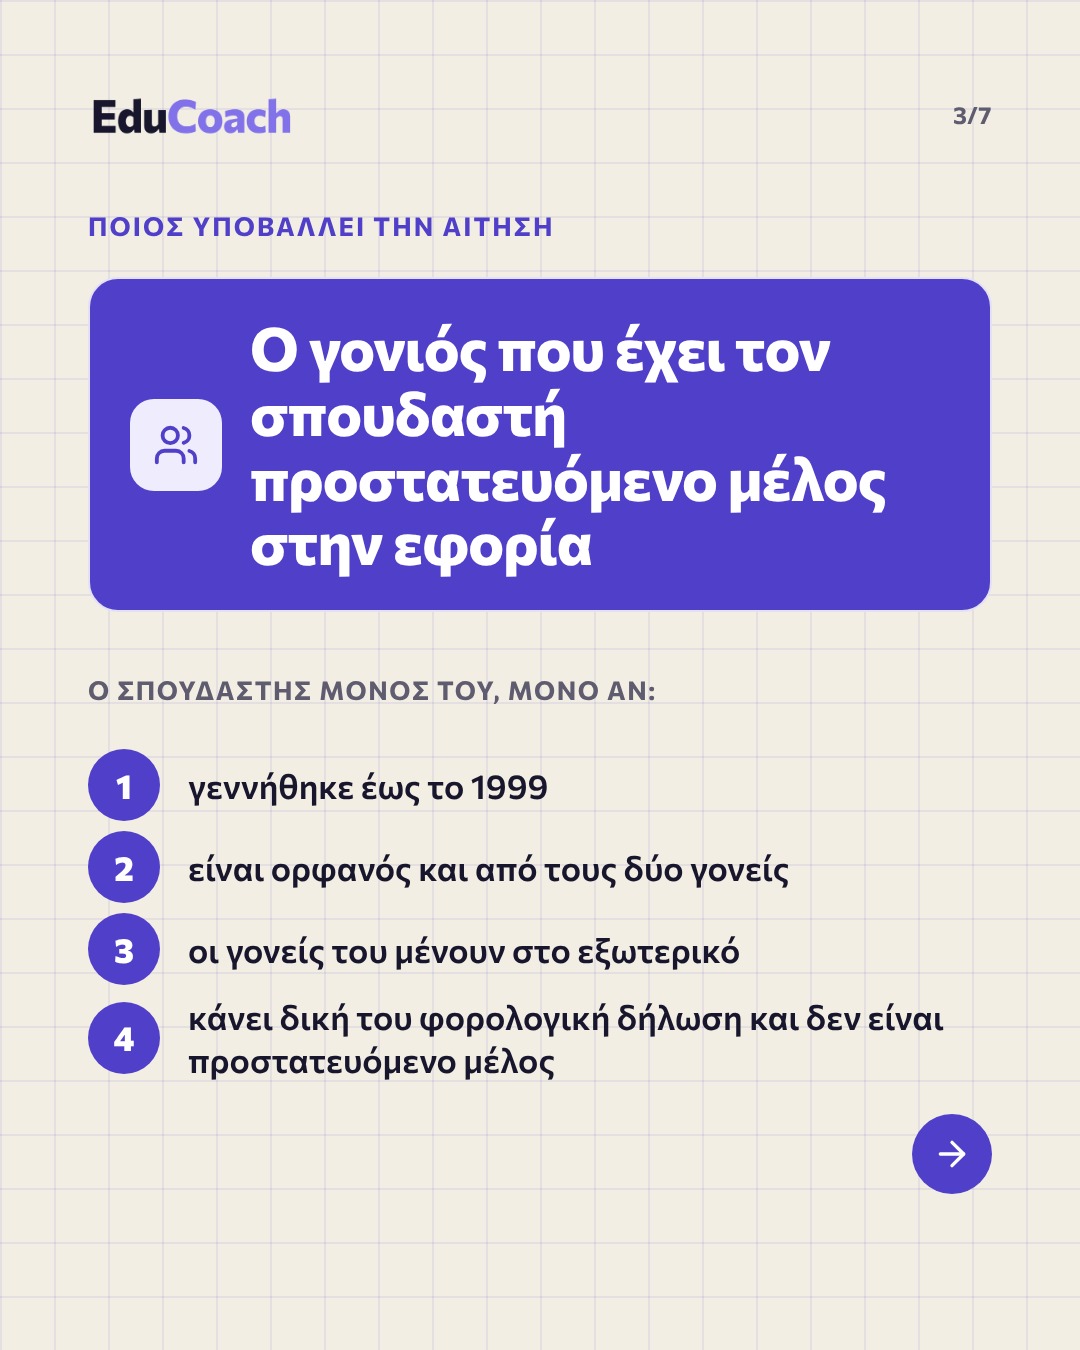 EduCoach
3/7
ΠΟΙΟΣ ΥΠΟΒΑΛΛΕΙ ΤΗΝ ΑΙΤΗΣΗ
Ο γονιός που έχει τον
σπουδαστή
προστατευόμενο μέλος
στην εφορία
Ο ΣΠΟΥΔΑΣΤΗΣ ΜΟΝΟΣ ΤΟΥ, ΜΟΝΟ ΑΝ:
1 γεννήθηκε έως το 1999
2 είναι ορφανός και από τους δύο γονείς
3 οι γονείς του μένουν στο εξωτερικό
4 κάνει δική του φορολογική δήλωση και δεν είναι
προστατευόμενο μέλος